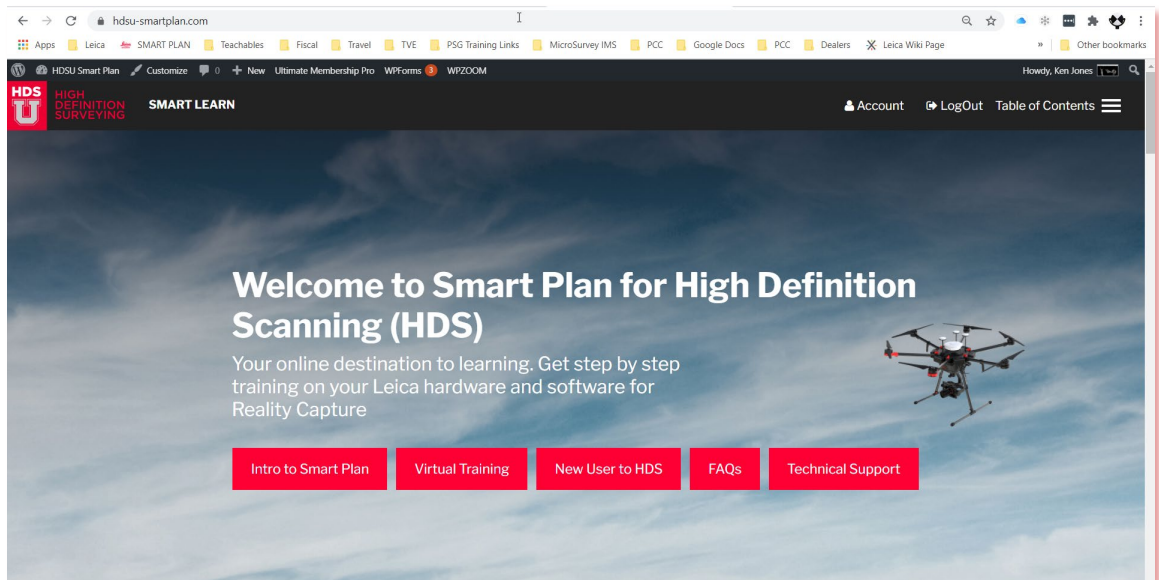 hdsu-smartplan.com
Apps Leica SMART PLAN Teachables Fiscal Travel TVE PSG Training Links MicroSurvey IMS PCC Google Docs PCC Dealers Leica Wiki Page » Other bookmarks
HDSU Smart Plan Customize 0 + New Ultimate Membership Pro WPForms 3 WPZOOM Howdy, Ken Jones
HDS
U
HIGH
DEFINITION
SURVEYING
SMART LEARN
Account LogOut Table of Contents
Welcome to Smart Plan for High Definition
Scanning (HDS)
Your online destination to learning. Get step by step
training on your Leica hardware and software for
Reality Capture
Intro to Smart Plan Virtual Training New User to HDS FAQs Technical Support